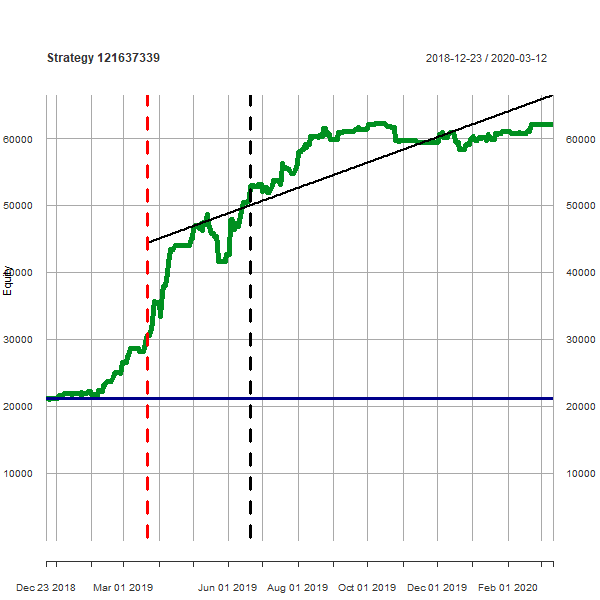 Strategy 121637339 2018-12-23 / 2020-03-12
60000 60000
50000 50000
Equity
40000 40000
30000 30000
20000 20000
10000 10000
Dec 23 2018 Mar 01 2019 Jun 01 2019 Aug 01 2019 Oct 01 2019 Dec 01 2019 Feb 01 2020